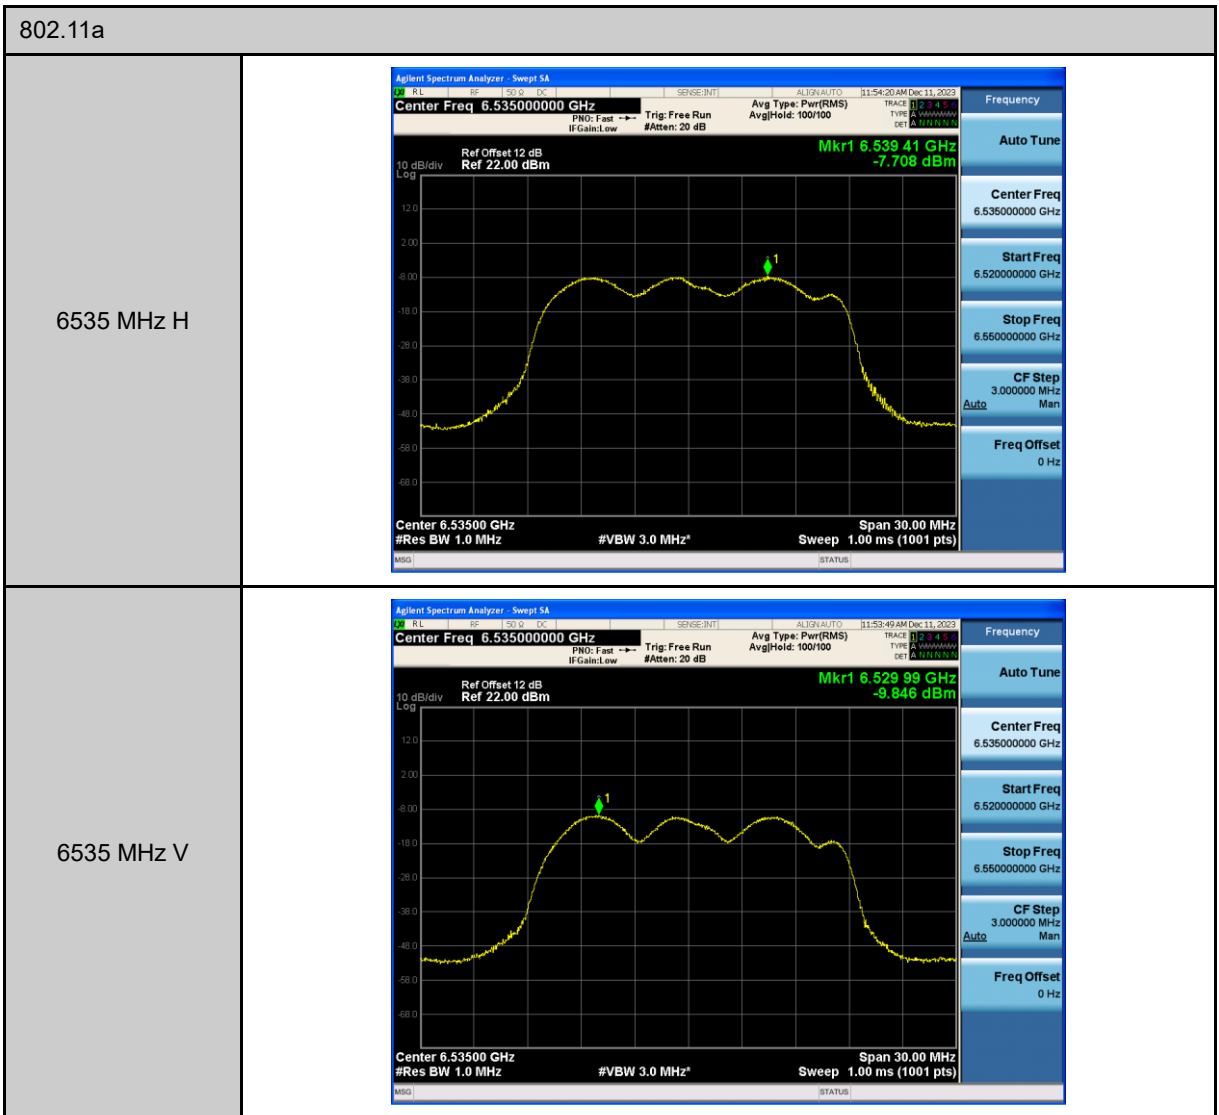 802.11a
6535 MHz H
Agilent Spectrum Analyzer - Swept SA
RL RF 50 Ω DC SENSE:INT ALIGNAUTO 11:54:20 AM Dec 11, 2023
Center Freq 6.535000000 GHz
PNO: Fast
IFGain:Low
Trig: Free Run
#Atten: 20 dB
Avg Type: Pwr(RMS)
Avg|Hold: 100/100
TRACE 1 2 3 4 5 6
TYPE A WWWWW
DET A N N N N N
Mkr1 6.539 41 GHz
-7.708 dBm
Ref Offset 12 dB
10 dB/div Ref 22.00 dBm
Log
1
12.0
2.00
-8.00
-18.0
-28.0
-38.0
-48.0
-58.0
-68.0
Center 6.53500 GHz Span 30.00 MHz
#Res BW 1.0 MHz #VBW 3.0 MHz* Sweep 1.00 ms (1001 pts)
MSG STATUS
Frequency
Auto Tune
Center Freq
6.535000000 GHz
Start Freq
6.520000000 GHz
Stop Freq
6.550000000 GHz
CF Step
3.000000 MHz
Auto Man
Freq Offset
0 Hz
6535 MHz V
Agilent Spectrum Analyzer - Swept SA
RL RF 50 Ω DC SENSE:INT ALIGNAUTO 11:53:49 AM Dec 11, 2023
Center Freq 6.535000000 GHz
PNO: Fast
IFGain:Low
Trig: Free Run
#Atten: 20 dB
Avg Type: Pwr(RMS)
Avg|Hold: 100/100
TRACE 1 2 3 4 5 6
TYPE A WWWWW
DET A N N N N N
Mkr1 6.529 99 GHz
-9.846 dBm
Ref Offset 12 dB
10 dB/div Ref 22.00 dBm
Log
1
12.0
2.00
-8.00
-18.0
-28.0
-38.0
-48.0
-58.0
-68.0
Center 6.53500 GHz Span 30.00 MHz
#Res BW 1.0 MHz #VBW 3.0 MHz* Sweep 1.00 ms (1001 pts)
MSG STATUS
Frequency
Auto Tune
Center Freq
6.535000000 GHz
Start Freq
6.520000000 GHz
Stop Freq
6.550000000 GHz
CF Step
3.000000 MHz
Auto Man
Freq Offset
0 Hz